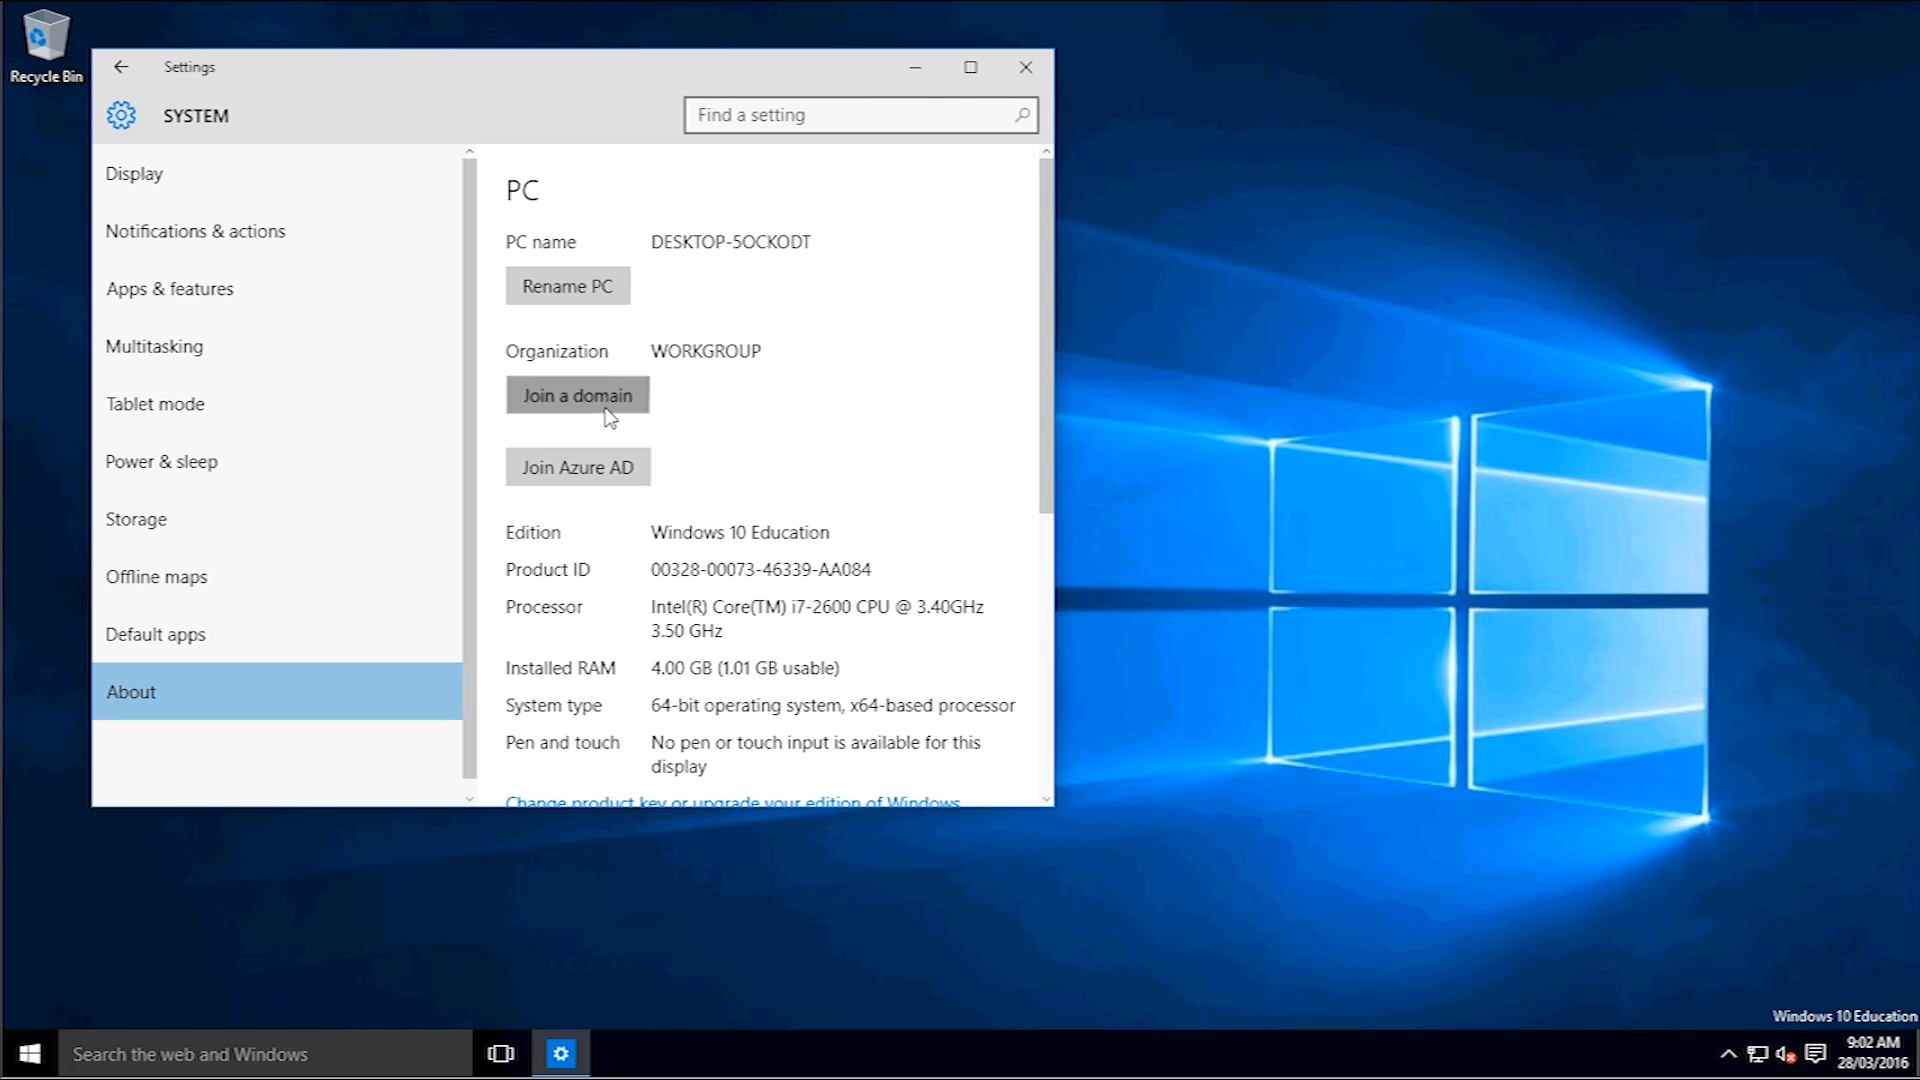 Recycle Bin
Settings
SYSTEM
Find a setting
Display
Notifications & actions
Apps & features
Multitasking
Tablet mode
Power & sleep
Storage
Offline maps
Default apps
About
PC
PC name DESKTOP-5OCKODT
Rename PC
Organization WORKGROUP
Join a domain
Join Azure AD
Edition Windows 10 Education
Product ID 00328-00073-46339-AA084
Processor Intel(R) Core(TM) i7-2600 CPU @ 3.40GHz
3.50 GHz
Installed RAM 4.00 GB (1.01 GB usable)
System type 64-bit operating system, x64-based processor
Pen and touch No pen or touch input is available for this
display
Change product key or upgrade your edition of Windows
Windows 10 Education
Search the web and Windows
9:02 AM
28/03/2016